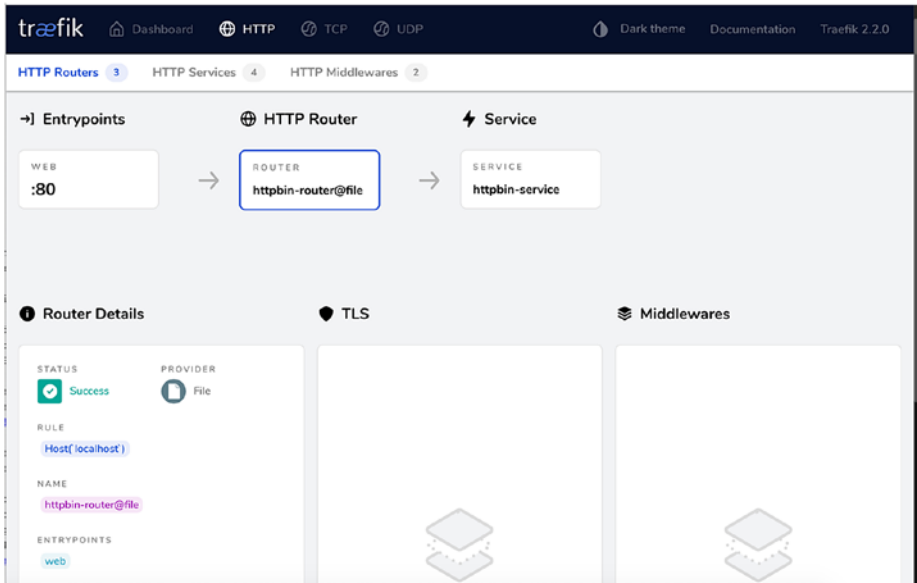 træfik Dashboard HTTP TCP UDP Dark theme Documentation Traefik 2.2.0
HTTP Routers 3 HTTP Services 4 HTTP Middlewares 2
Entrypoints HTTP Router Service
WEB ROUTER SERVICE
:80 httpbin-router@file httpbin-service
Router Details TLS Middlewares
STATUS PROVIDER
Success File
RULE
Host(`localhost`)
NAME
httpbin-router@file
ENTRYPOINTS
web